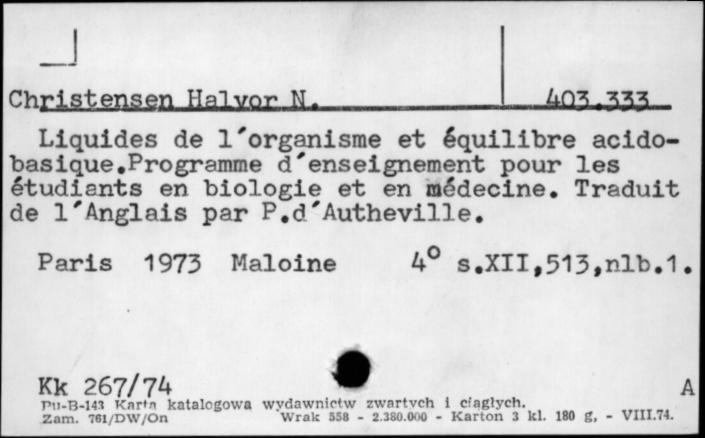 Christensen Halvor N. 403.333
Liquides de l'organisme et équilibre acido-
basique.Programme d'enseignement pour les
étudiants en biologie et en médecine. Traduit
de l'Anglais par P.d'Autheville.
Paris 1973 Maloine 4° s.XII,513,nlb.1.
Kk 267/74 A
Pu-B-143 Karta katalogowa wydawnictw zwartych i ciągłych.
Zam. 761/DW/On Wrak 558 - 2.380.000 - Karton 3 kl. 180 g, - VIII.74.